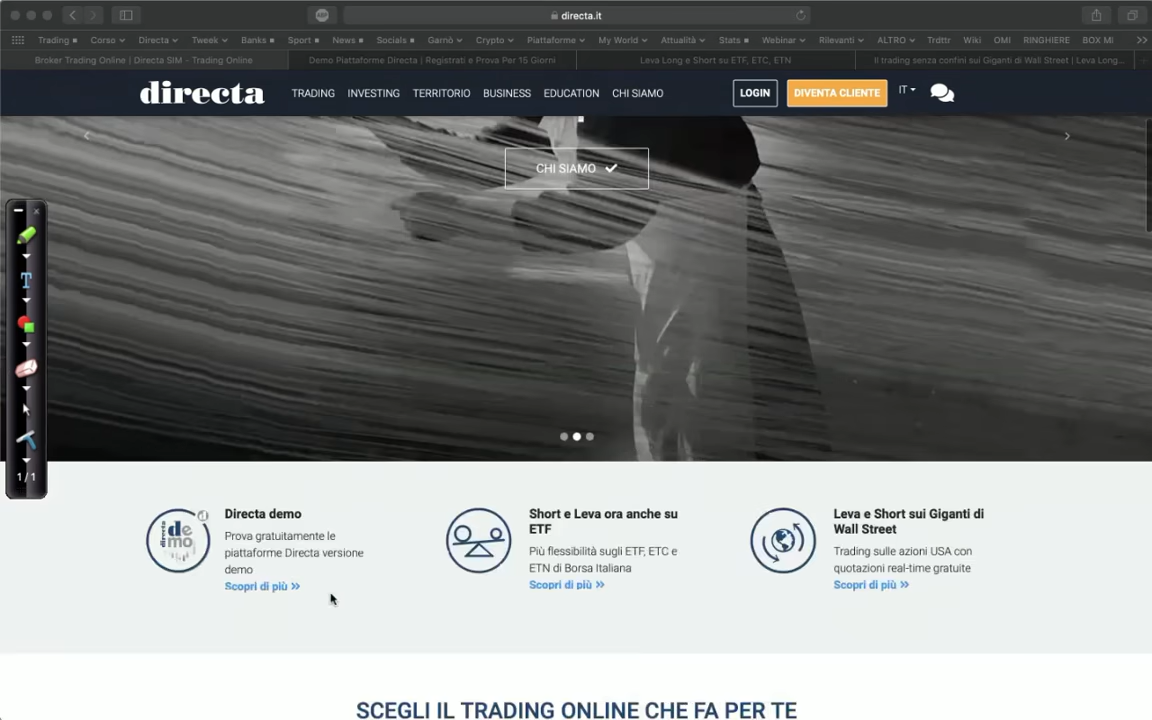 directa.it
Trading Corso Directa Tweek Banks Sport News Socials Garnò Crypto Piattaforme My World Attualità Stats Webinar Rilevanti ALTRO Trdttr Wiki OMI RINGHIERE BOX Mi
Broker Trading Online | Directa SIM - Trading Online
Demo Piattaforme Directa | Registrati e Prova Per 15 Giorni
Leva Long e Short su ETF, ETC, ETN
Il trading senza confini sui Giganti di Wall Street | Leva Long...
directa TRADING INVESTING TERRITORIO BUSINESS EDUCATION CHI SIAMO LOGIN DIVENTA CLIENTE IT
CHI SIAMO
T
1/1
directa
demo
Directa demo
Prova gratuitamente le
piattaforme Directa versione
demo
Scopri di più >>
Short e Leva ora anche su
ETF
Più flessibilità sugli ETF, ETC e
ETN di Borsa Italiana
Scopri di più >>
Leva e Short sui Giganti di
Wall Street
Trading sulle azioni USA con
quotazioni real-time gratuite
Scopri di più >>
SCEGLI IL TRADING ONLINE CHE FA PER TE